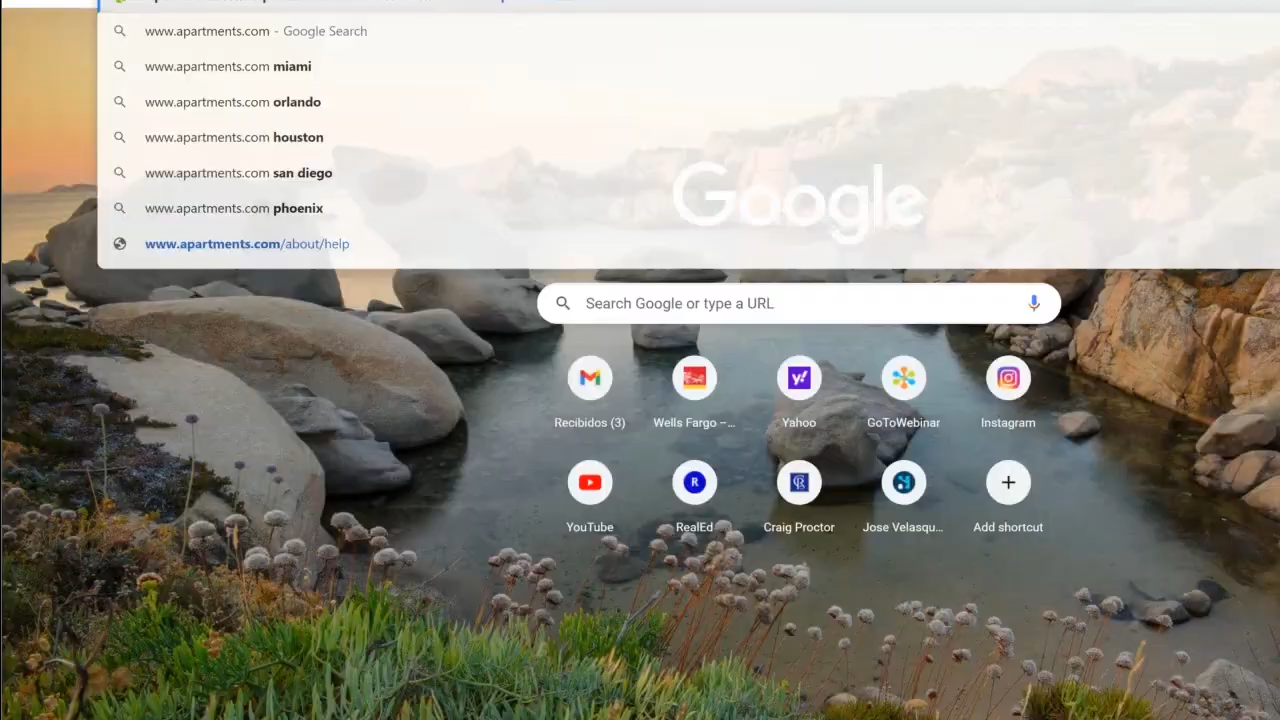 www.apartments.com - Google Search
www.apartments.com miami
www.apartments.com orlando
www.apartments.com houston
www.apartments.com san diego
www.apartments.com phoenix
www.apartments.com/about/help
Google
Search Google or type a URL
Recibidos (3) Wells Fargo –... Yahoo GoToWebinar Instagram
YouTube RealEd Craig Proctor Jose Velasqu... Add shortcut